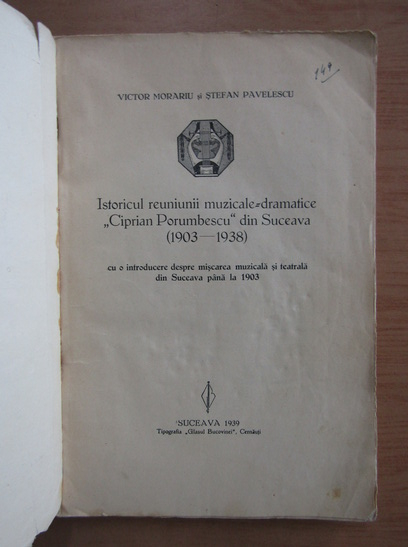 149
VICTOR MORARIU și ȘTEFAN PAVELESCU
Istoricul reuniunii muzicale-dramatice
„Ciprian Porumbescu“ din Suceava
(1903—1938)
cu o introducere despre mișcarea muzicală și teatrală
din Suceava până la 1903
SUCEAVA 1939
Tipografia „Glasul Bucovinei“, Cernăuți